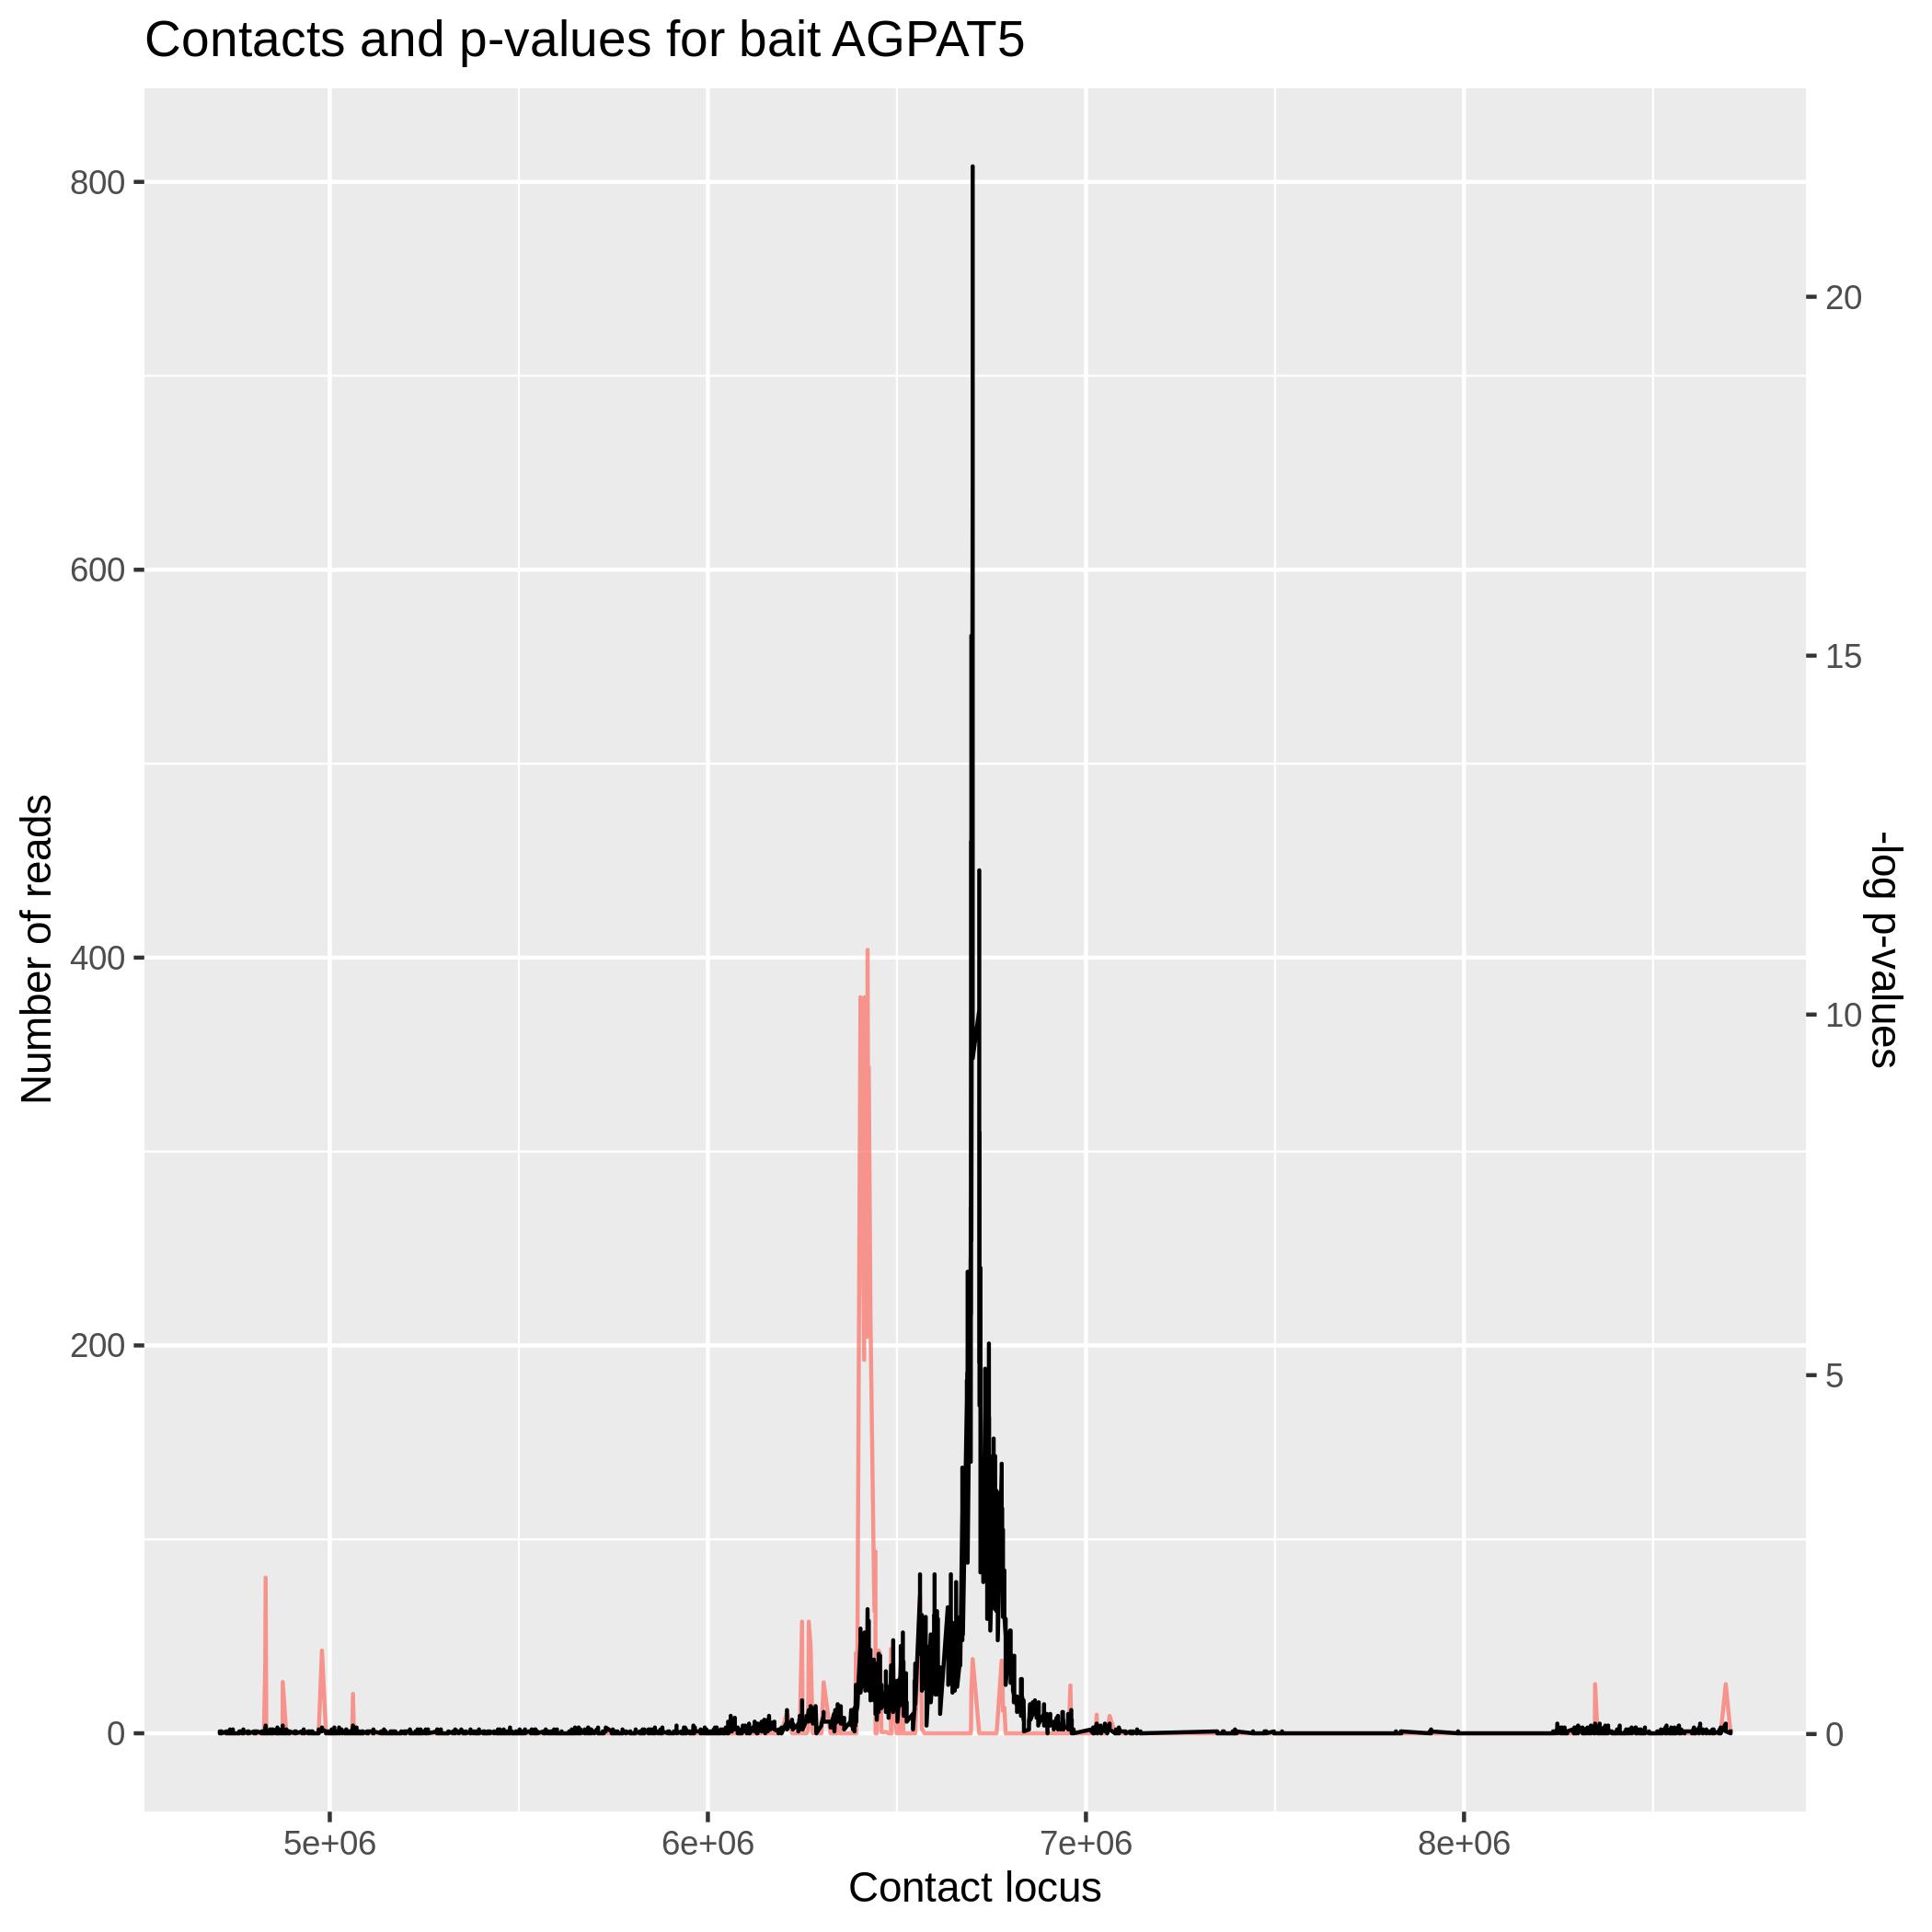 Contacts and p-values for bait AGPAT5
800
600
400
200
0
Number of reads
20
15
10
5
0
-log p-values
5e+06
6e+06
7e+06
8e+06
Contact locus